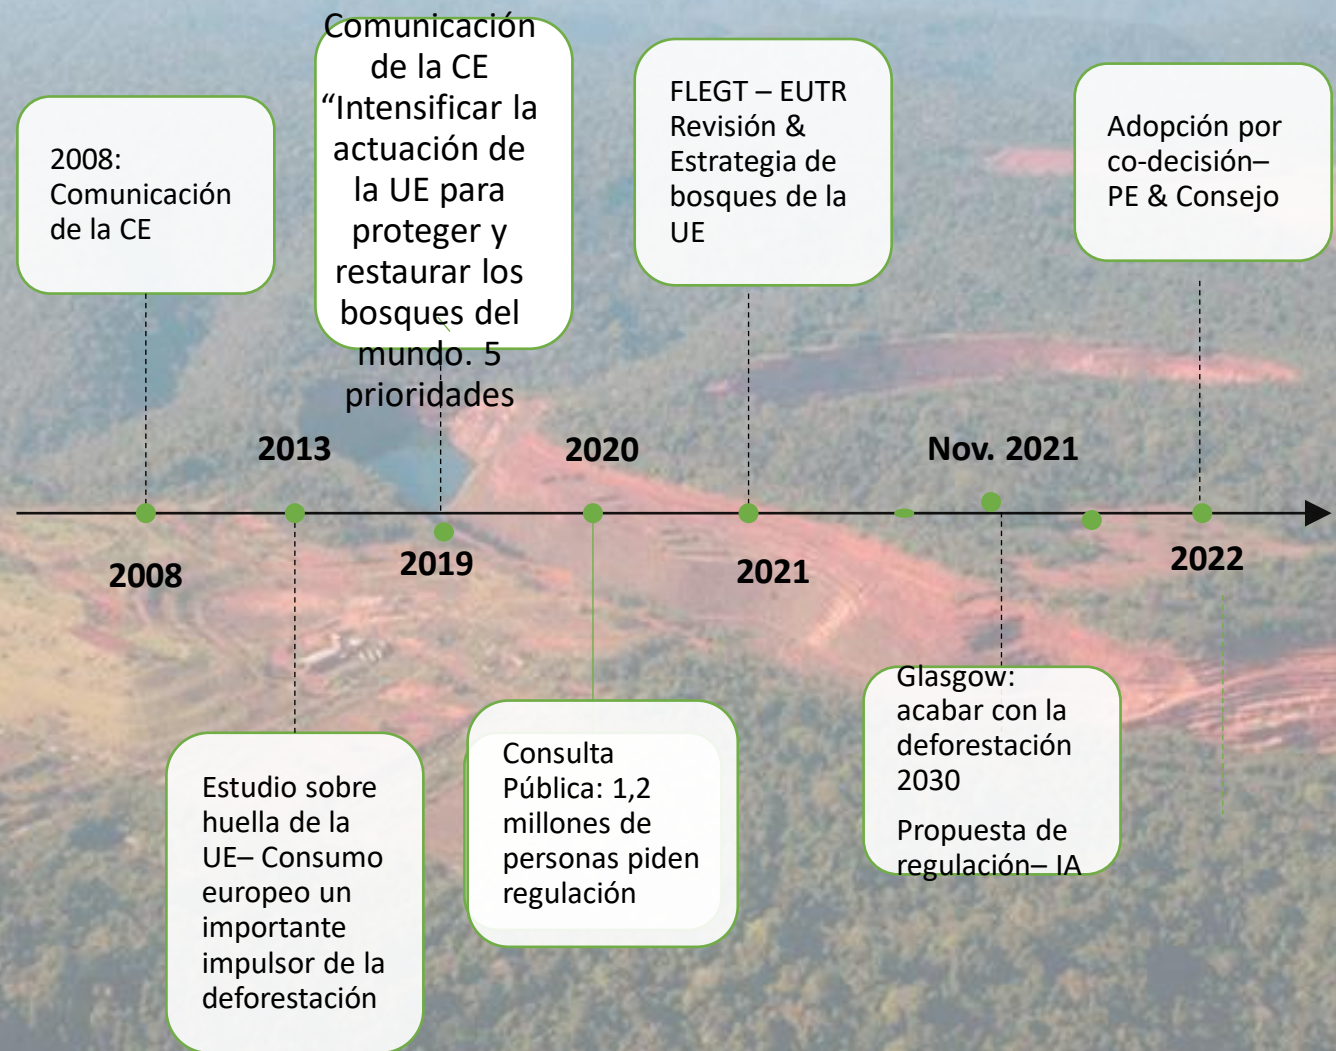 2008:
Comunicación
de la CE
Comunicación
de la CE
“Intensificar la
actuación de
la UE para
proteger y
restaurar los
bosques del
mundo. 5
prioridades
FLEGT – EUTR
Revisión &
Estrategia de
bosques de la
UE
Adopción por
co-decisión–
PE & Consejo
2013
2020
Nov. 2021
2008
2019
2021
2022
Estudio sobre
huella de la
UE– Consumo
europeo un
importante
impulsor de la
deforestación
Consulta
Pública: 1,2
millones de
personas piden
regulación
Glasgow:
acabar con la
deforestación
2030
Propuesta de
regulación– IA